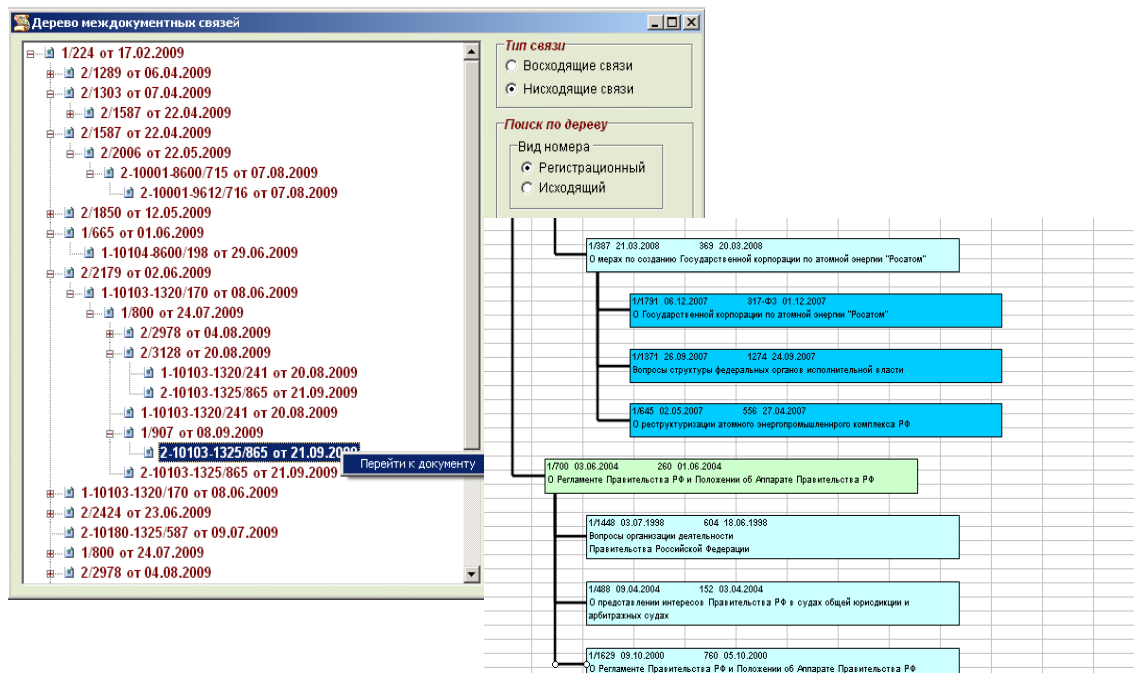 Дерево междокументных связей
1/224 от 17.02.2009
2/1289 от 06.04.2009
2/1303 от 07.04.2009
2/1587 от 22.04.2009
2/1587 от 22.04.2009
2/2006 от 22.05.2009
2-10001-8600/715 от 07.08.2009
2-10001-9612/716 от 07.08.2009
2/1850 от 12.05.2009
1/665 от 01.06.2009
1-10104-8600/198 от 29.06.2009
2/2179 от 02.06.2009
1-10103-1320/170 от 08.06.2009
1/800 от 24.07.2009
2/2978 от 04.08.2009
2/3128 от 20.08.2009
1-10103-1320/241 от 20.08.2009
2-10103-1325/865 от 21.09.2009
1-10103-1320/241 от 20.08.2009
1/907 от 08.09.2009
2-10103-1325/865 от 21.09.2009
Перейти к документу
2-10103-1325/865 от 21.09.2009
1-10103-1320/170 от 08.06.2009
2/2424 от 23.06.2009
2-10180-1325/587 от 09.07.2009
1/800 от 24.07.2009
2/2978 от 04.08.2009
Тип связи
Восходящие связи
Нисходящие связи
Поиск по дереву
Вид номера
Регистрационный
Исходящий
1/387 21.03.2008 369 20.03.2008
О мерах по созданию Государственной корпорации по атомной энергии "Росатом"
1/1791 06.12.2007 317-ФЗ 01.12.2007
О Государственной корпорации по атомной энергии "Росатом"
1/1371 26.09.2007 1274 24.09.2007
Вопросы структуры федеральных органов исполнительной власти
1/645 02.05.2007 556 27.04.2007
О реструктуризации атомного энергопромышленнрого комплекса РФ
1/700 03.06.2004 260 01.06.2004
О Регламенте Правительства РФ и Положении об Аппарате Правительства РФ
1/1448 03.07.1998 604 18.06.1998
Вопросы организации деятельности
Правительства Российской Федерации
1/488 09.04.2004 152 03.04.2004
О представлении интересов Правительства РФ в судах общей юрисдикции и
арбитражных судах
1/1629 09.10.2000 760 05.10.2000
О Регламенте Правительства РФ и Положении об Аппарате Правительства РФ